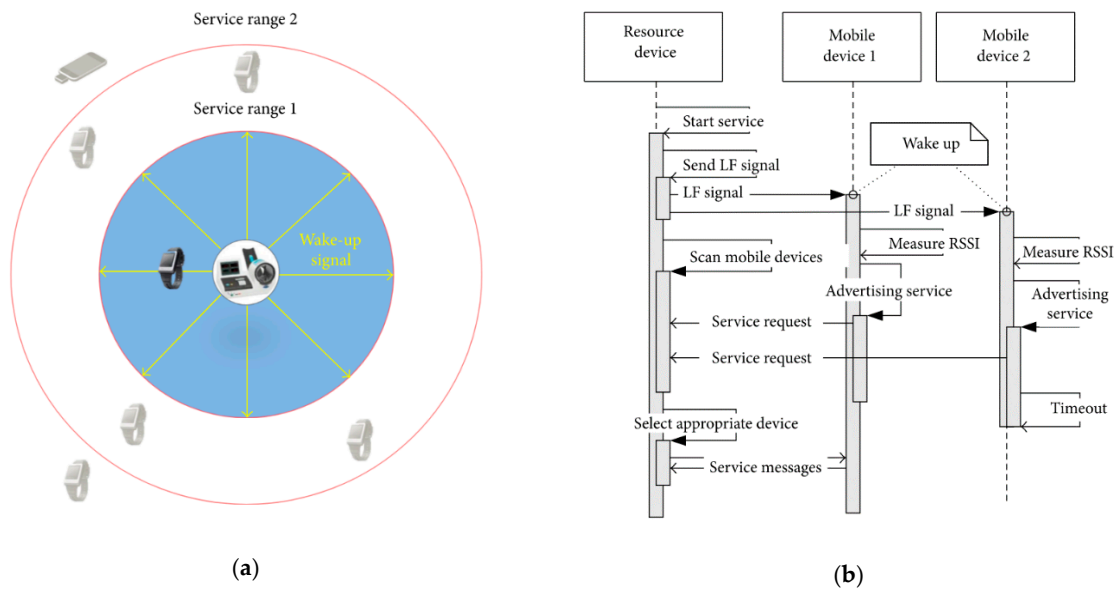 Service range 2
Service range 1
Wake-up
signal
(a)
Resource
device
Mobile
device 1
Mobile
device 2
Start service
Wake up
Send LF signal
LF signal
LF signal
Measure RSSI
Scan mobile devices
Measure RSSI
Advertising service
Advertising
service
Service request
Service request
Timeout
Select appropriate device
Service messages
(b)